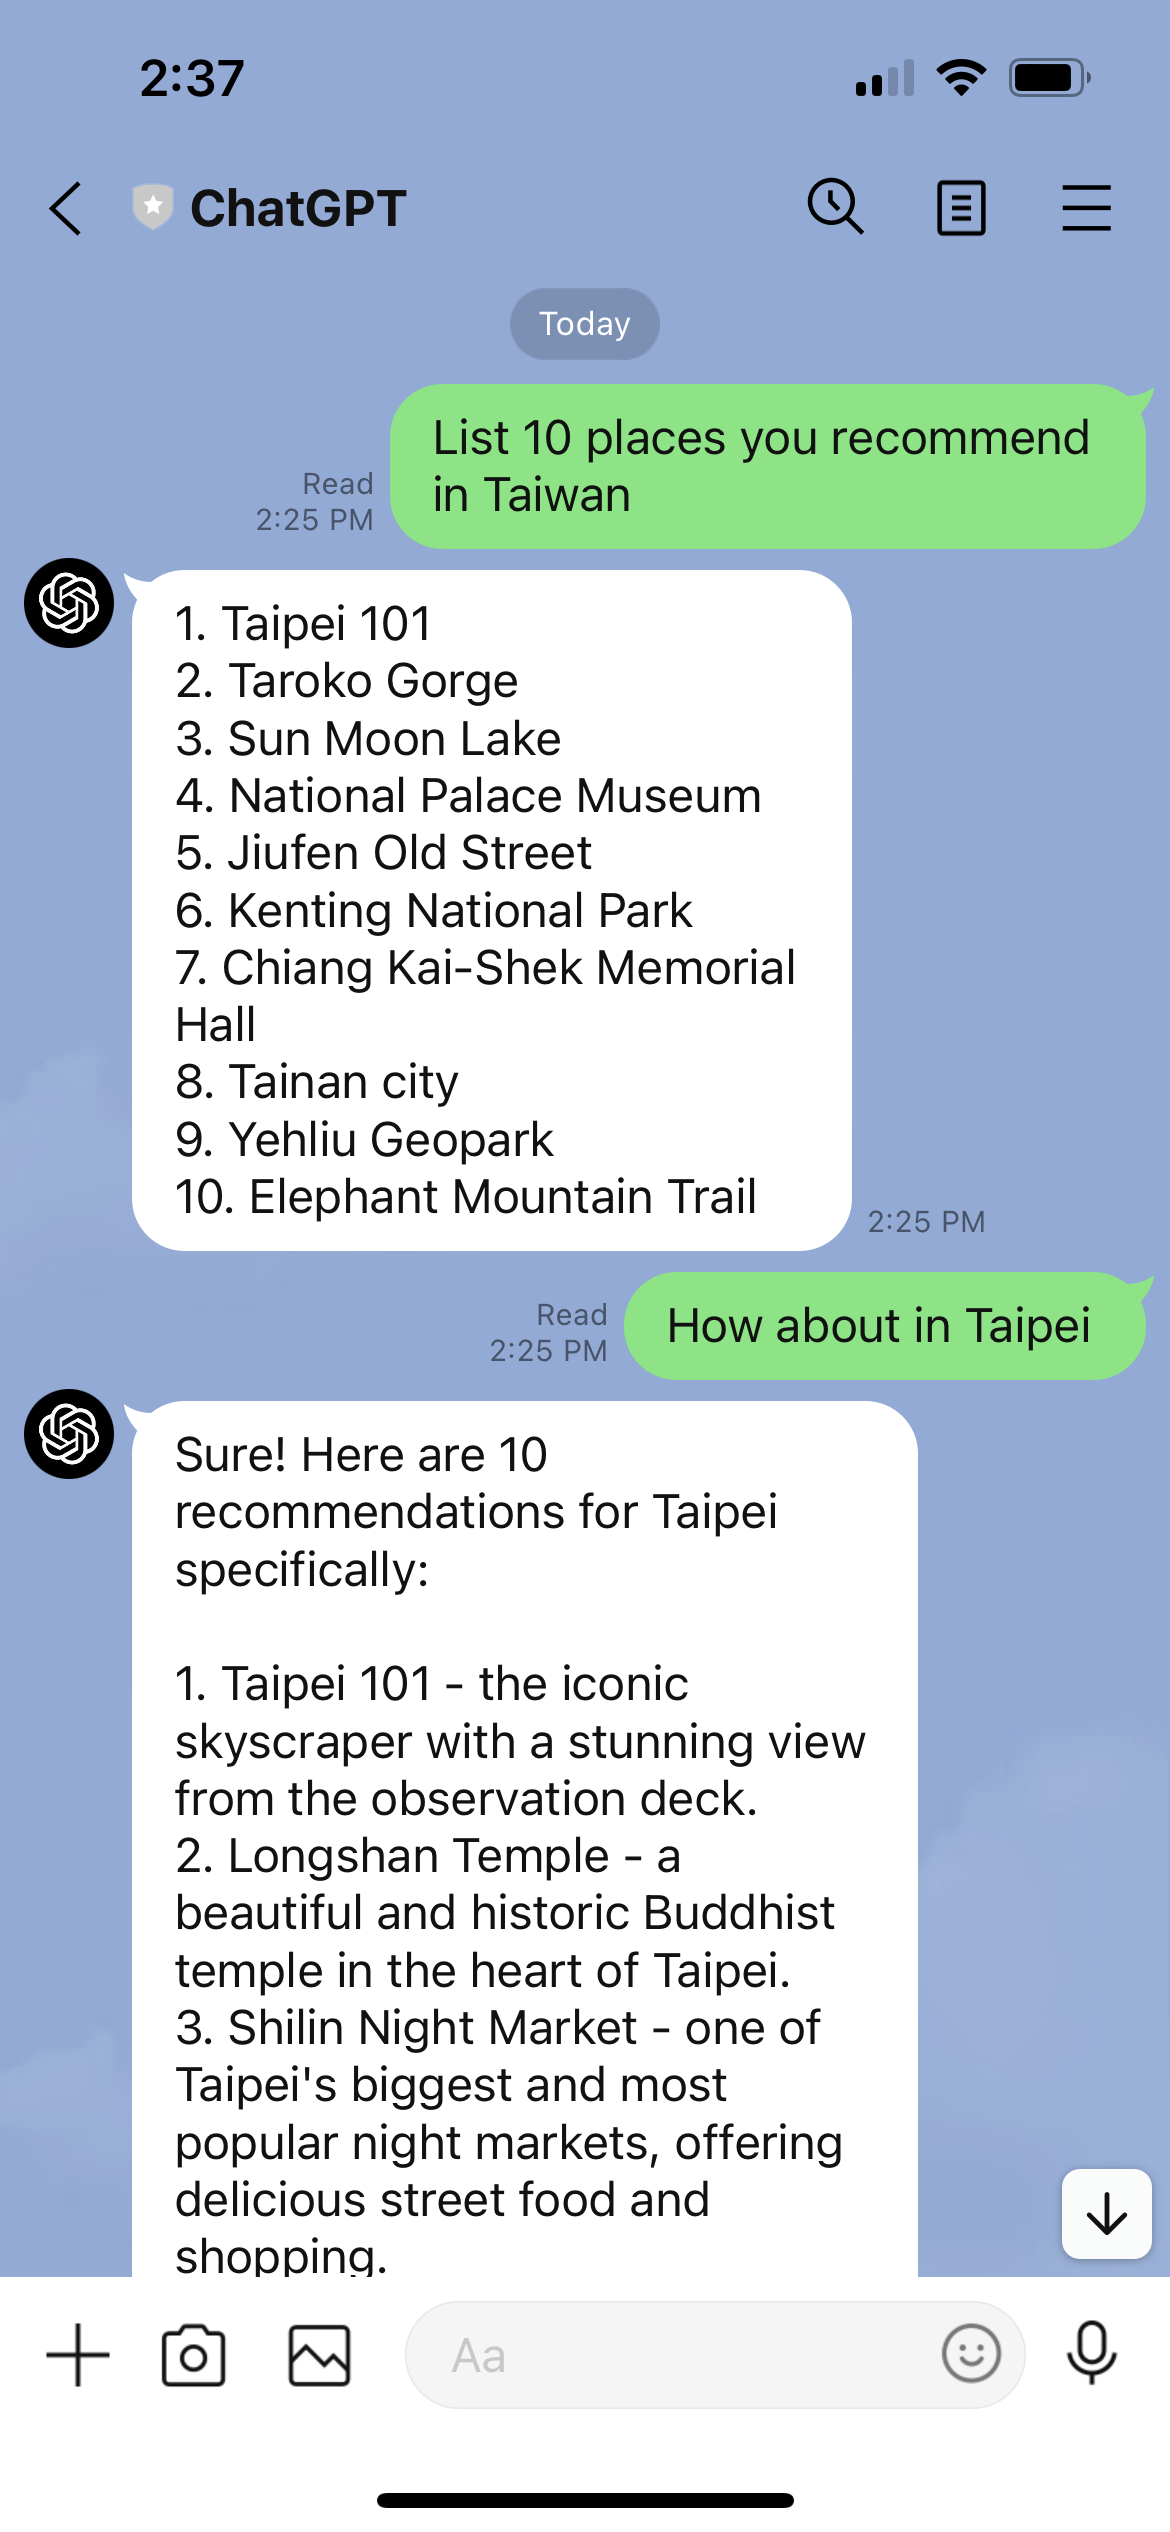 2:37
ChatGPT
Today
List 10 places you recommend
in Taiwan
Read
2:25 PM
1. Taipei 101
2. Taroko Gorge
3. Sun Moon Lake
4. National Palace Museum
5. Jiufen Old Street
6. Kenting National Park
7. Chiang Kai-Shek Memorial
Hall
8. Tainan city
9. Yehliu Geopark
10. Elephant Mountain Trail
2:25 PM
How about in Taipei
Read
2:25 PM
Sure! Here are 10
recommendations for Taipei
specifically:
1. Taipei 101 - the iconic
skyscraper with a stunning view
from the observation deck.
2. Longshan Temple - a
beautiful and historic Buddhist
temple in the heart of Taipei.
3. Shilin Night Market - one of
Taipei's biggest and most
popular night markets, offering
delicious street food and
shopping.
Aa